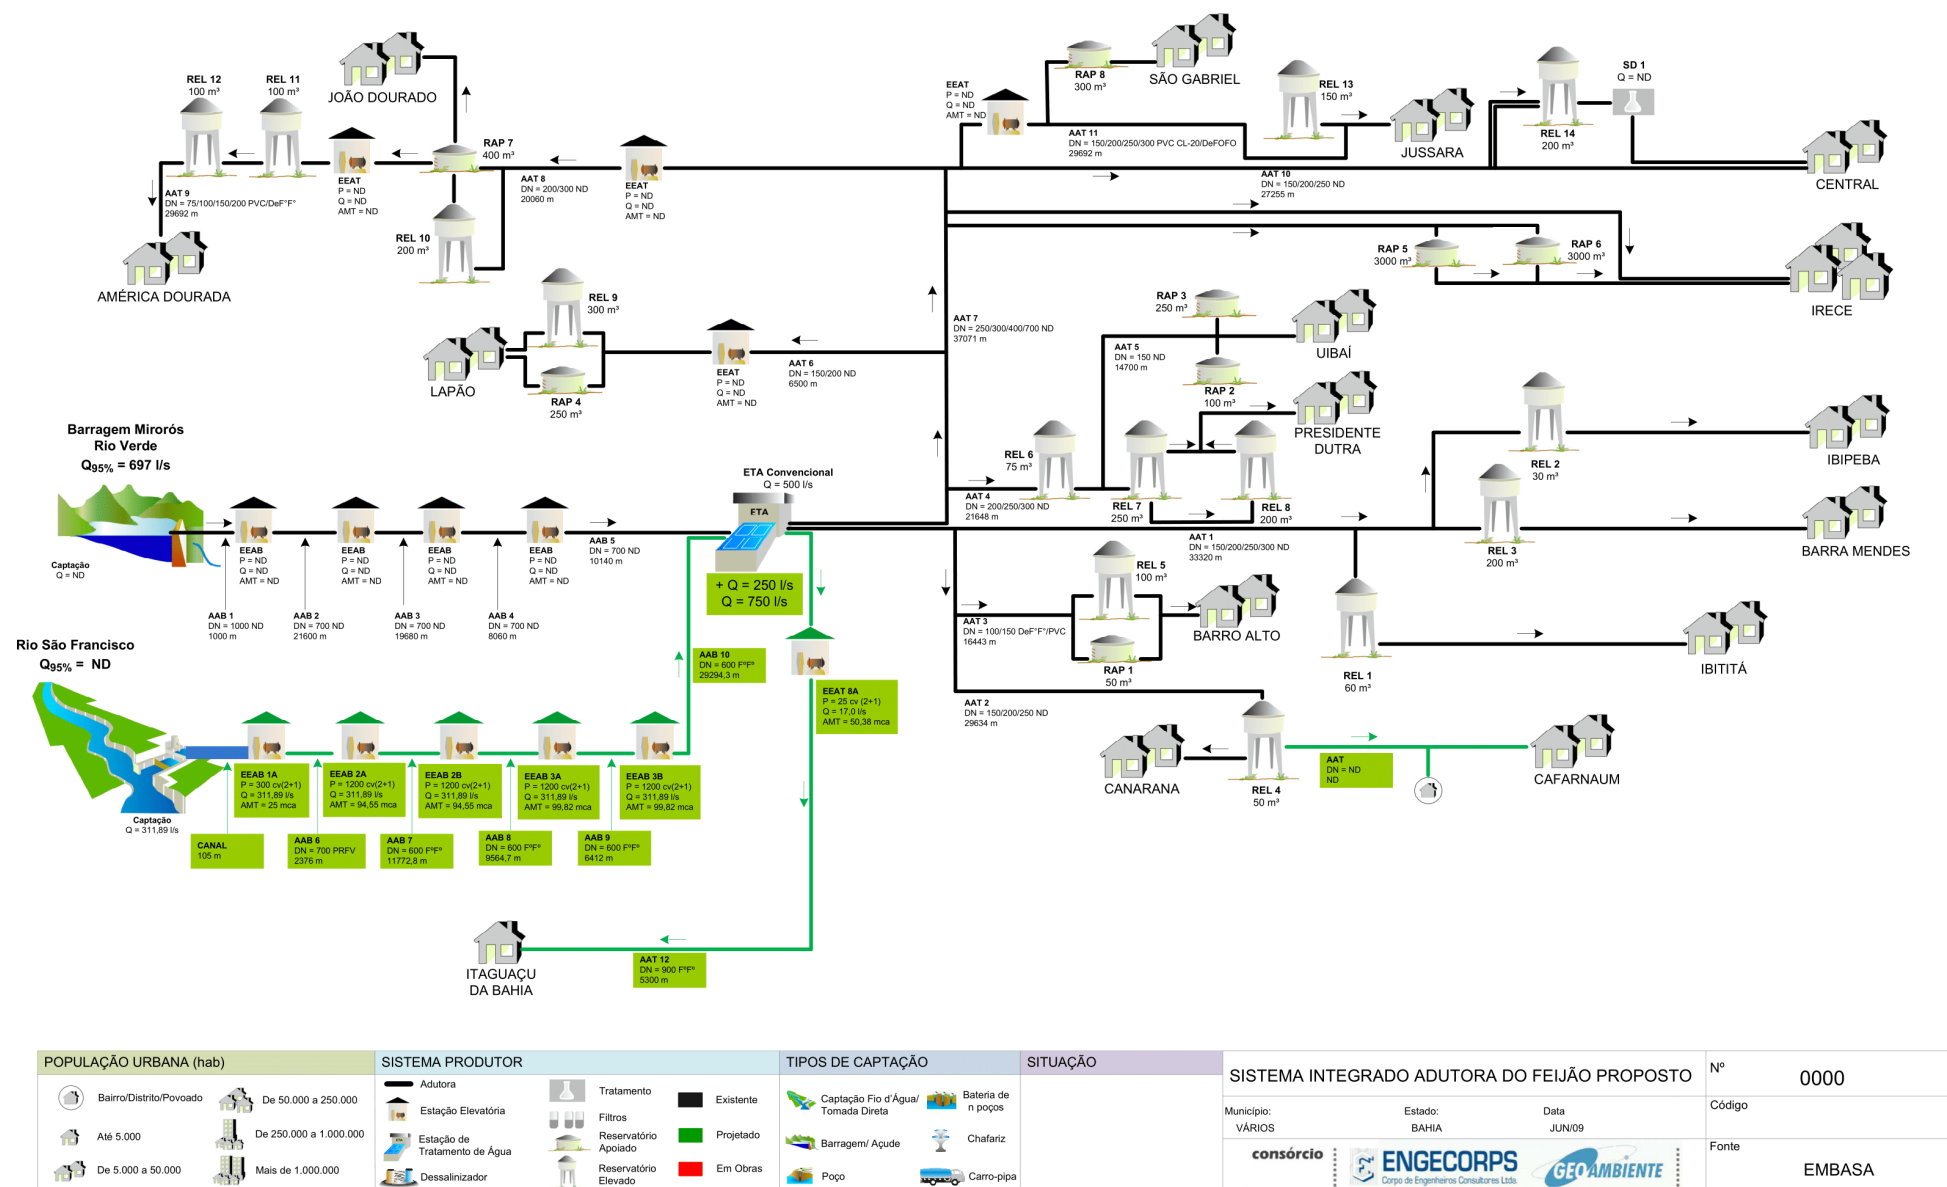 JOÃO DOURADO
REL 12
100 m³
REL 11
100 m³
RAP 7
400 m³
EEAT
P = ND
Q = ND
AMT = ND
AAT 9
DN = 75/100/150/200 PVC/DeF°F°
29692 m
AMÉRICA DOURADA
REL 10
200 m³
AAT 8
DN = 200/300 ND
20060 m
EEAT
P = ND
Q = ND
AMT = ND
EEAT
P = ND
Q = ND
AMT = ND
RAP 8
300 m³
SÃO GABRIEL
AAT 11
DN = 150/200/250/300 PVC CL-20/DeFOFO
29692 m
REL 13
150 m³
JUSSARA
REL 14
200 m³
SD 1
Q = ND
CENTRAL
AAT 10
DN = 150/200/250 ND
27255 m
RAP 5
3000 m³
RAP 6
3000 m³
IRECE
REL 9
300 m³
LAPÃO
RAP 4
250 m³
EEAT
P = ND
Q = ND
AMT = ND
AAT 6
DN = 150/200 ND
6500 m
AAT 7
DN = 250/300/400/700 ND
37071 m
RAP 3
250 m³
AAT 5
DN = 150 ND
14700 m
RAP 2
100 m³
UIBAÍ
PRESIDENTE
DUTRA
REL 6
75 m³
AAT 4
DN = 200/250/300 ND
21648 m
REL 7
250 m³
REL 8
200 m³
REL 2
30 m³
IBIPEBA
REL 3
200 m³
BARRA MENDES
AAT 1
DN = 150/200/250/300 ND
33320 m
Barragem Mirorós
Rio Verde
Q95% = 697 l/s
Captação
Q = ND
EEAB
P = ND
Q = ND
AMT = ND
EEAB
P = ND
Q = ND
AMT = ND
EEAB
P = ND
Q = ND
AMT = ND
EEAB
P = ND
Q = ND
AMT = ND
AAB 1
DN = 1000 ND
1000 m
AAB 2
DN = 700 ND
21600 m
AAB 3
DN = 700 ND
19680 m
AAB 4
DN = 700 ND
8060 m
AAB 5
DN = 700 ND
10140 m
ETA Convencional
Q = 500 l/s
ETA
+ Q = 250 l/s
Q = 750 l/s
AAT 3
DN = 100/150 DeF°F°/PVC
16443 m
REL 5
100 m³
RAP 1
50 m³
BARRO ALTO
REL 1
60 m³
IBITITÁ
AAT 2
DN = 150/200/250 ND
29634 m
CANARANA
REL 4
50 m³
AAT
DN = ND
ND
CAFARNAUM
Rio São Francisco
Q95% = ND
Captação
Q = 311,89 l/s
CANAL
105 m
EEAB 1A
P = 300 cv(2+1)
Q = 311,89 l/s
AMT = 25 mca
EEAB 2A
P = 1200 cv(2+1)
Q = 311,89 l/s
AMT = 94,55 mca
EEAB 2B
P = 1200 cv(2+1)
Q = 311,89 l/s
AMT = 94,55 mca
EEAB 3A
P = 1200 cv(2+1)
Q = 311,89 l/s
AMT = 99,82 mca
EEAB 3B
P = 1200 cv(2+1)
Q = 311,89 l/s
AMT = 99,82 mca
AAB 6
DN = 700 PRFV
2376 m
AAB 7
DN = 600 FºFº
11772,8 m
AAB 8
DN = 600 FºFº
9564,7 m
AAB 9
DN = 600 FºFº
6412 m
AAB 10
DN = 600 FºFº
29294,3 m
EEAT 8A
P = 25 cv (2+1)
Q = 17,0 l/s
AMT = 50,38 mca
ITAGUAÇU
DA BAHIA
AAT 12
DN = 900 FºFº
5300 m
POPULAÇÃO URBANA (hab)
Bairro/Distrito/Povoado
Até 5.000
De 5.000 a 50.000
De 50.000 a 250.000
De 250.000 a 1.000.000
Mais de 1.000.000
SISTEMA PRODUTOR
Adutora
Estação Elevatória
ETA
Estação de
Tratamento de Água
Dessalinizador
Tratamento
Filtros
Reservatório
Apoiado
Reservatório
Elevado
Existente
Projetado
Em Obras
TIPOS DE CAPTAÇÃO
Captação Fio d'Água/
Tomada Direta
Barragem/ Açude
Poço
Bateria de
n poços
Chafariz
Carro-pipa
SITUAÇÃO
SISTEMA INTEGRADO ADUTORA DO FEIJÃO PROPOSTO
Município:
VÁRIOS
Estado:
BAHIA
Data
JUN/09
consórcio
ENGECORPS
Corpo de Engenheiros Consultores Ltda.
GEOAMBIENTE
Nº
0000
Código
Fonte
EMBASA